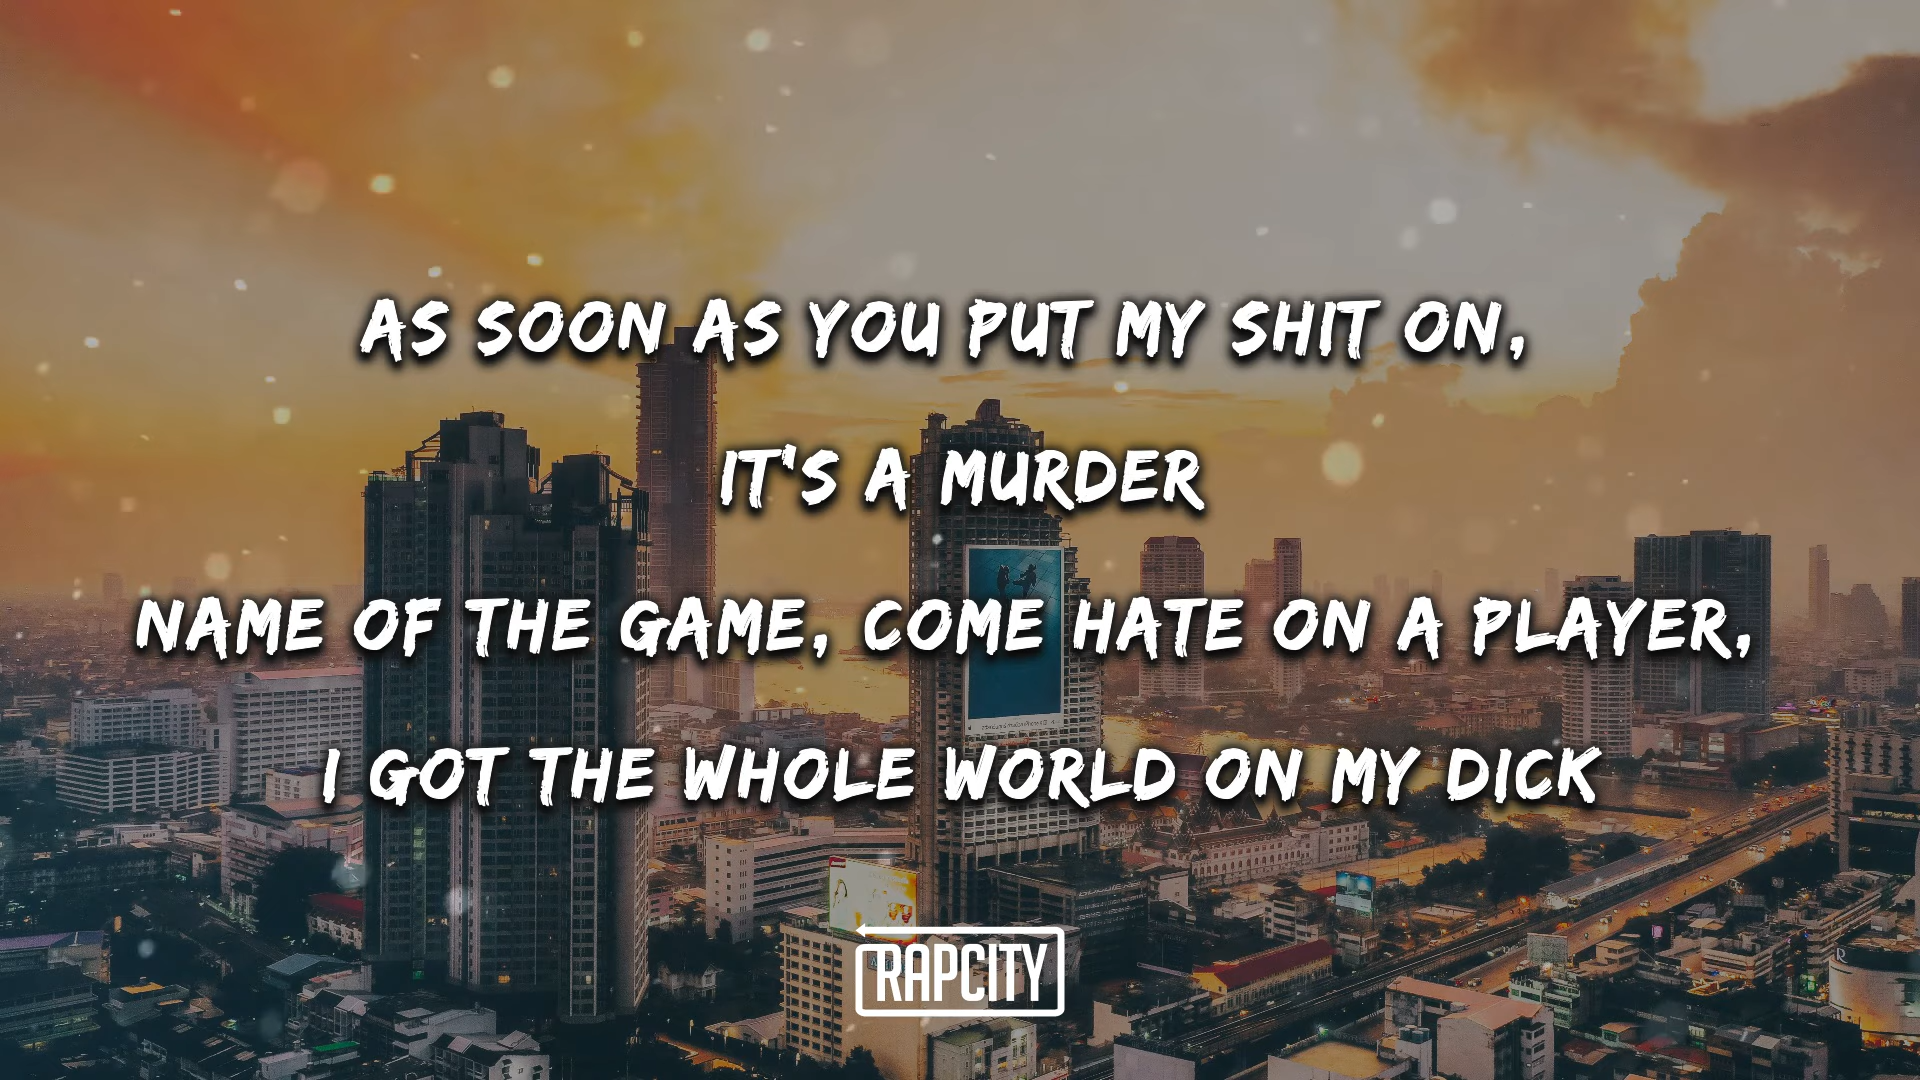 AS SOON AS YOU PUT MY SHIT ON,
IT'S A MURDER
NAME OF THE GAME, COME HATE ON A PLAYER,
I GOT THE WHOLE WORLD ON MY DICK
RAPCITY